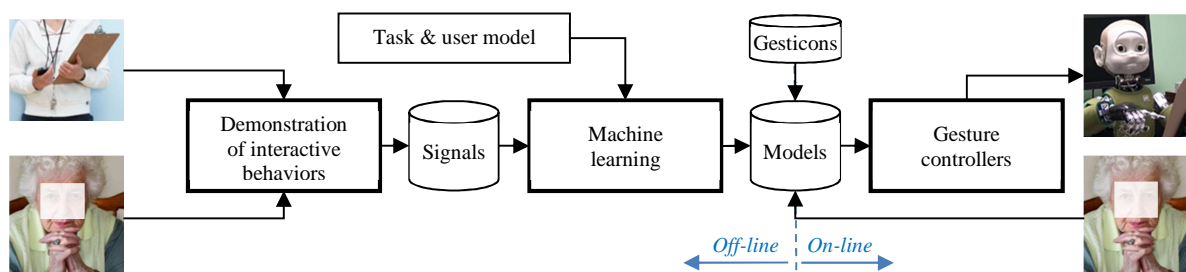 Task & user model
Gesticons
Demonstration
of interactive
behaviors
Signals
Machine
learning
Models
Gesture
controllers
Off-line
On-line